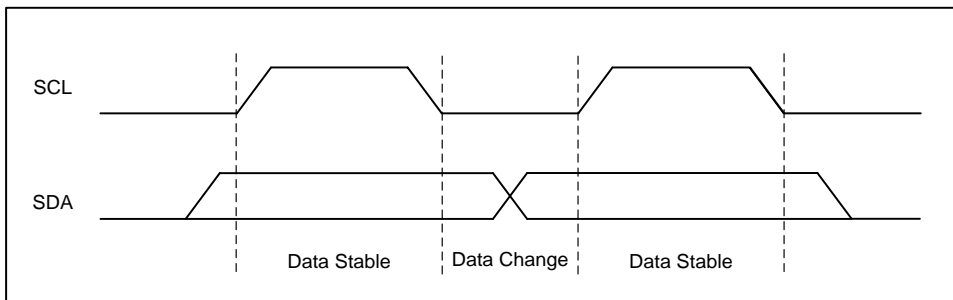 SCL
SDA
Data Stable
Data Change
Data Stable